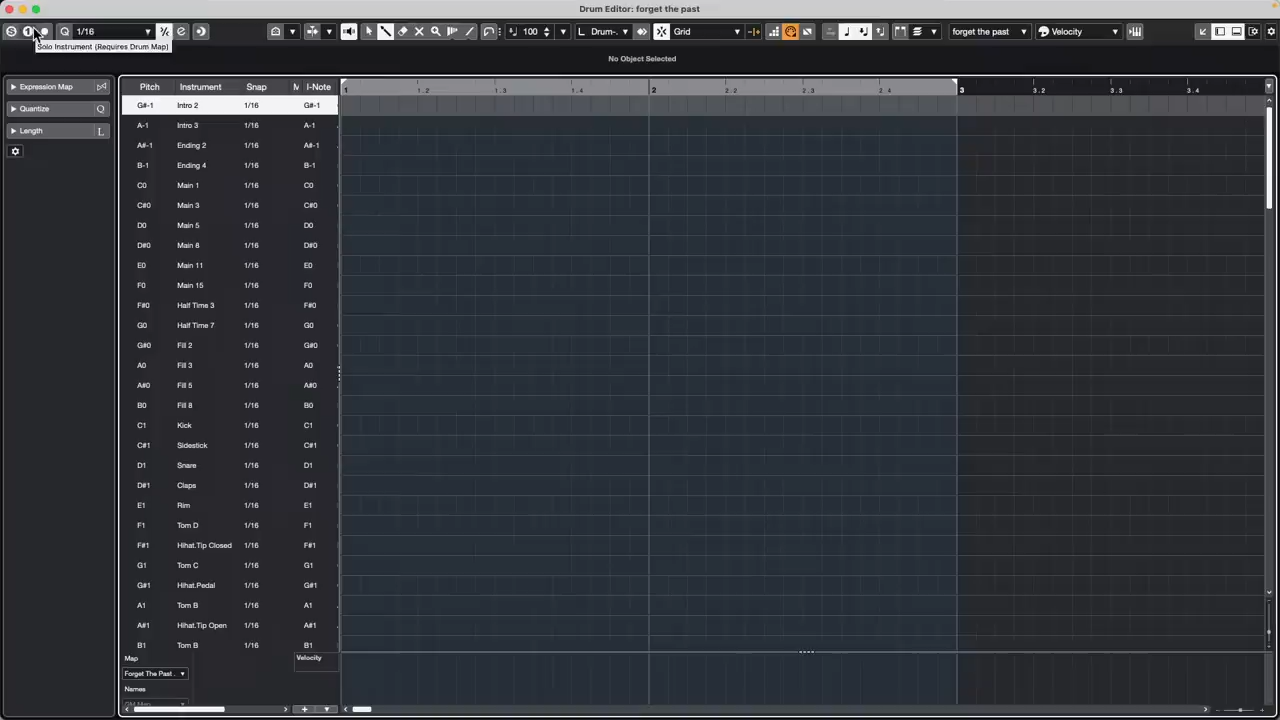 Drum Editor: forget the past
S 1 Q 1/16 e 100 L Drum-. Grid forget the past Velocity
Solo Instrument (Requires Drum Map)
No Object Selected
Expression Map
Quantize Q
Length L
Pitch Instrument Snap M I-Note
1 1.2 1.3 1.4 2 2.2 2.3 2.4 3 3.2 3.3 3.4
G#-1 Intro 2 1/16 G#-1
A-1 Intro 3 1/16 A-1
A#-1 Ending 2 1/16 A#-1
B-1 Ending 4 1/16 B-1
C0 Main 1 1/16 C0
C#0 Main 3 1/16 C#0
D0 Main 5 1/16 D0
D#0 Main 8 1/16 D#0
E0 Main 11 1/16 E0
F0 Main 15 1/16 F0
F#0 Half Time 3 1/16 F#0
G0 Half Time 7 1/16 G0
G#0 Fill 2 1/16 G#0
A0 Fill 3 1/16 A0
A#0 Fill 5 1/16 A#0
B0 Fill 8 1/16 B0
C1 Kick 1/16 C1
C#1 Sidestick 1/16 C#1
D1 Snare 1/16 D1
D#1 Claps 1/16 D#1
E1 Rim 1/16 E1
F1 Tom D 1/16 F1
F#1 Hihat.Tip Closed 1/16 F#1
G1 Tom C 1/16 G1
G#1 Hihat.Pedal 1/16 G#1
A1 Tom B 1/16 A1
A#1 Hihat.Tip Open 1/16 A#1
B1 Tom B 1/16 B1
Map Velocity
Forget The Past .
Names
GM Map